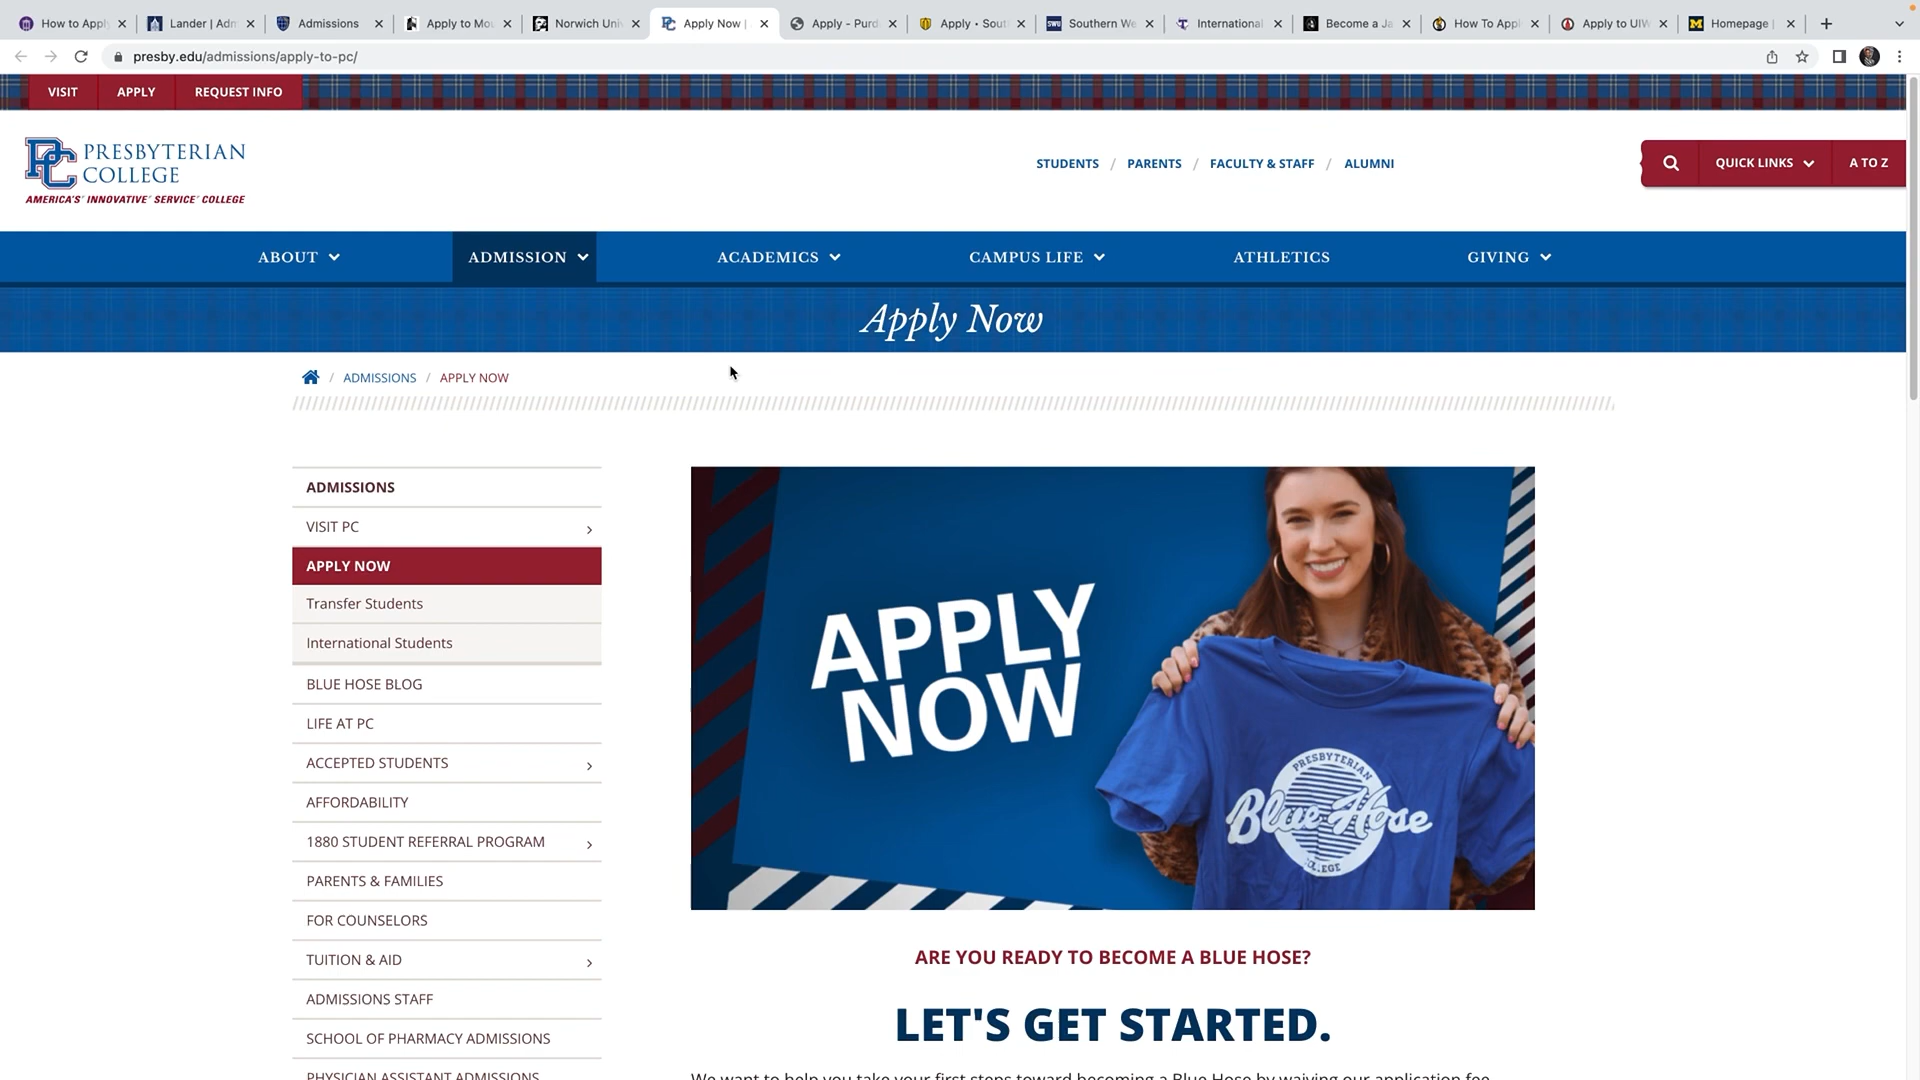 How to Apply
Lander | Adm
Admissions
Apply to Mou
Norwich Univ
Apply Now |
Apply - Purd
Apply • Sout
Southern We
International
Become a Ja
How To Appl
Apply to UIW
Homepage |
presby.edu/admissions/apply-to-pc/
VISIT APPLY REQUEST INFO
PC PRESBYTERIAN
COLLEGE
AMERICA'S INNOVATIVE SERVICE COLLEGE
STUDENTS / PARENTS / FACULTY & STAFF / ALUMNI
QUICK LINKS A TO Z
ABOUT ADMISSION ACADEMICS CAMPUS LIFE ATHLETICS GIVING
Apply Now
/ ADMISSIONS / APPLY NOW
ADMISSIONS
VISIT PC
APPLY NOW
Transfer Students
International Students
BLUE HOSE BLOG
LIFE AT PC
ACCEPTED STUDENTS
AFFORDABILITY
1880 STUDENT REFERRAL PROGRAM
PARENTS & FAMILIES
FOR COUNSELORS
TUITION & AID
ADMISSIONS STAFF
SCHOOL OF PHARMACY ADMISSIONS
PHYSICIAN ASSISTANT ADMISSIONS
APPLY
NOW
PRESBYTERIAN
Blue Hose
COLLEGE
ARE YOU READY TO BECOME A BLUE HOSE?
LET'S GET STARTED.
We want to help you take your first steps toward becoming a Blue Hose by waiving our application fee